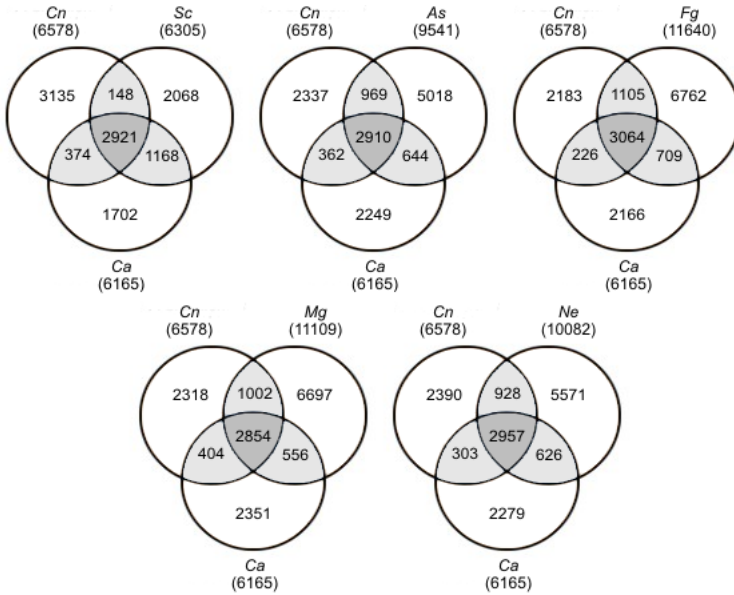 Cn Sc
(6578) (6305)
3135 148 2068
2921
374 1168
1702
Ca
(6165)
Cn As
(6578) (9541)
2337 969 5018
2910
362 644
2249
Ca
(6165)
Cn Fg
(6578) (11640)
2183 1105 6762
3064
226 709
2166
Ca
(6165)
Cn Mg
(6578) (11109)
2318 1002 6697
2854
404 556
2351
Ca
(6165)
Cn Ne
(6578) (10082)
2390 928 5571
2957
303 626
2279
Ca
(6165)